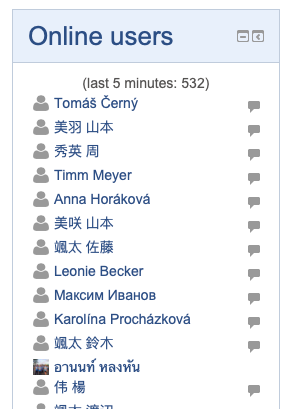 Online users
(last 5 minutes: 532)
Tomáš Černý
美羽 山本
秀英 周
Timm Meyer
Anna Horáková
美咲 山本
颯太 佐藤
Leonie Becker
Максим Иванов
Karolína Procházková
颯太 鈴木
อานนท์ หลงหัน
伟 楊